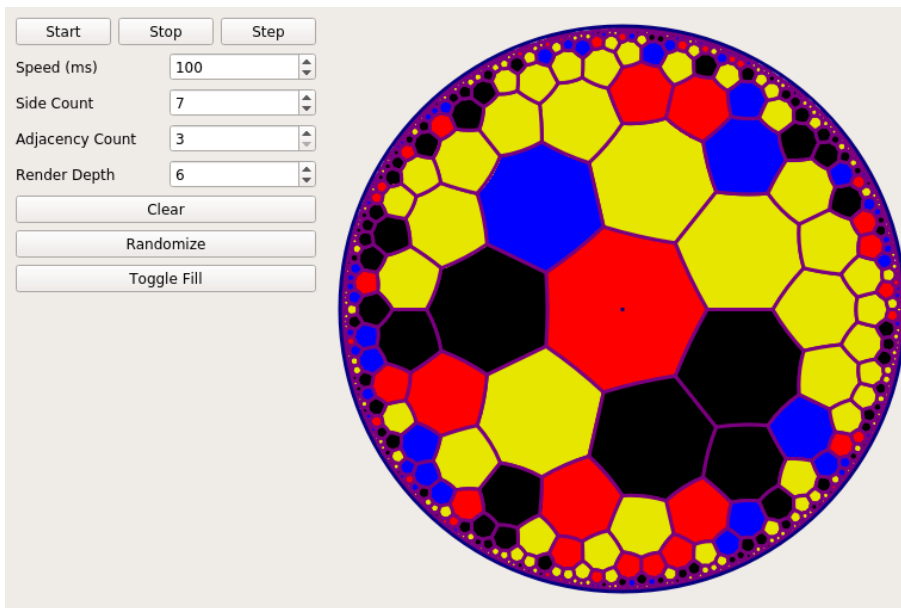 Start Stop Step
Speed (ms) 100
Side Count 7
Adjacency Count 3
Render Depth 6
Clear
Randomize
Toggle Fill